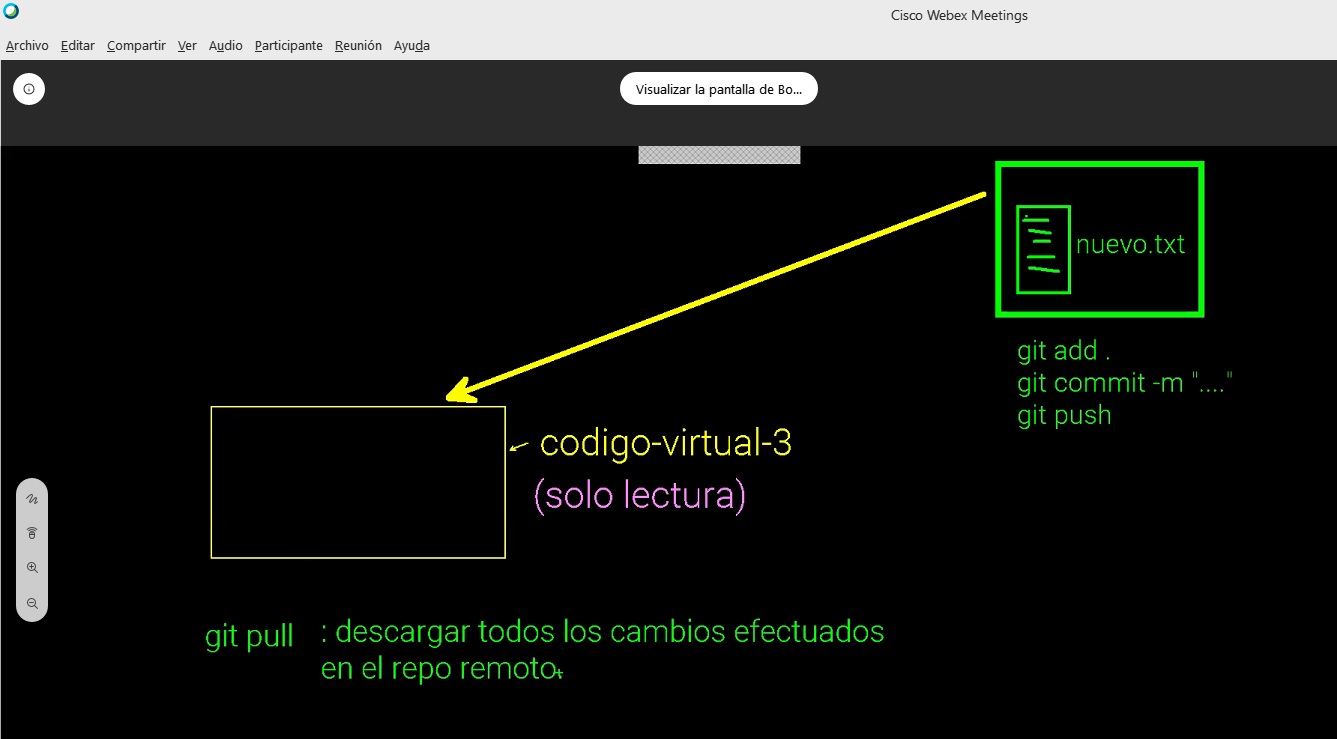 Cisco Webex Meetings
Archivo Editar Compartir Ver Audio Participante Reunión Ayuda
Visualizar la pantalla de Bo...
nuevo.txt
git add .
git commit -m "...."
git push
codigo-virtual-3
(solo lectura)
git pull : descargar todos los cambios efectuados
en el repo remoto.